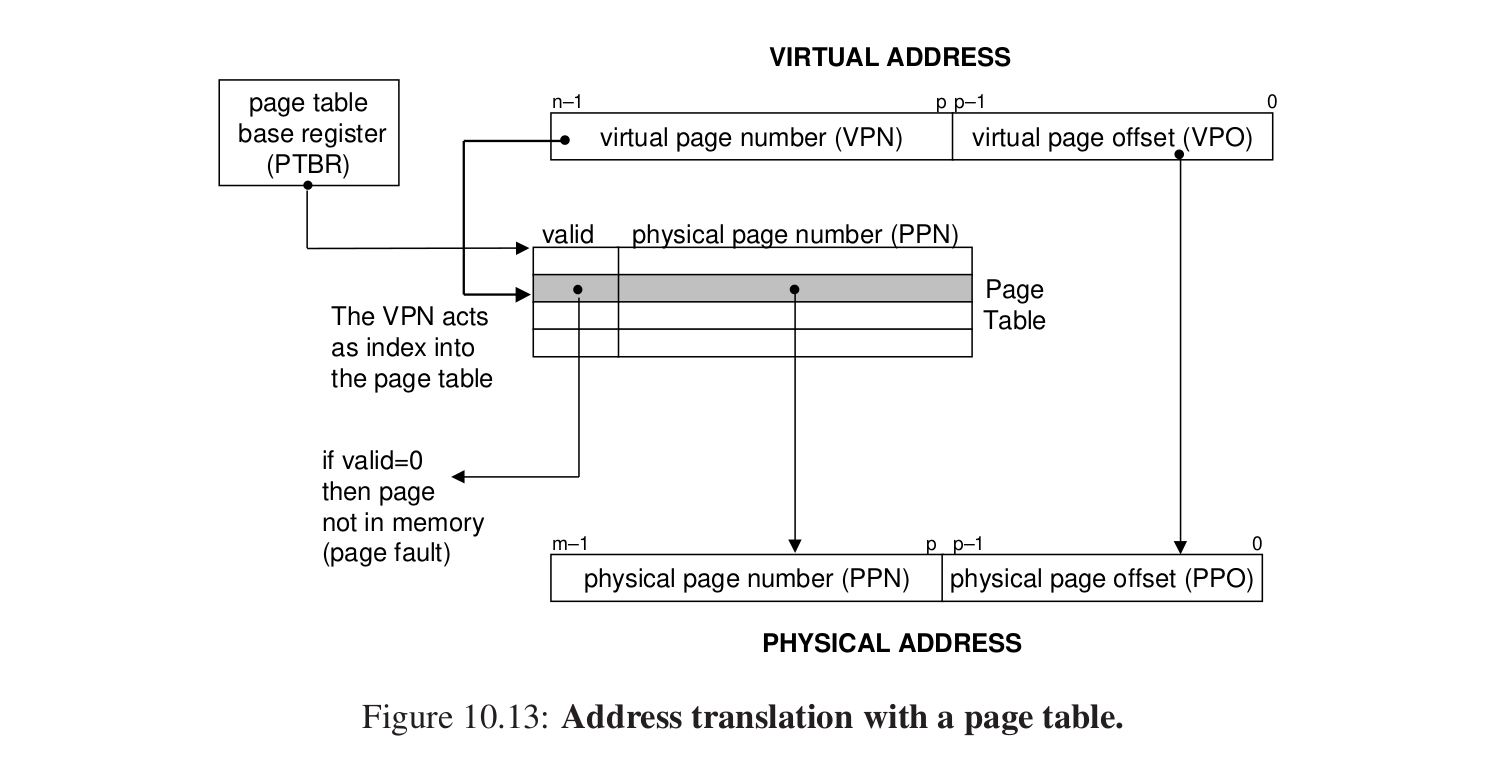 VIRTUAL ADDRESS
page table
base register
(PTBR)
n–1
p p–1
0
virtual page number (VPN)
virtual page offset (VPO)
valid
physical page number (PPN)
Page
Table
The VPN acts
as index into
the page table
if valid=0
then page
not in memory
(page fault)
m–1
p p–1
0
physical page number (PPN)
physical page offset (PPO)
PHYSICAL ADDRESS
Figure 10.13: Address translation with a page table.